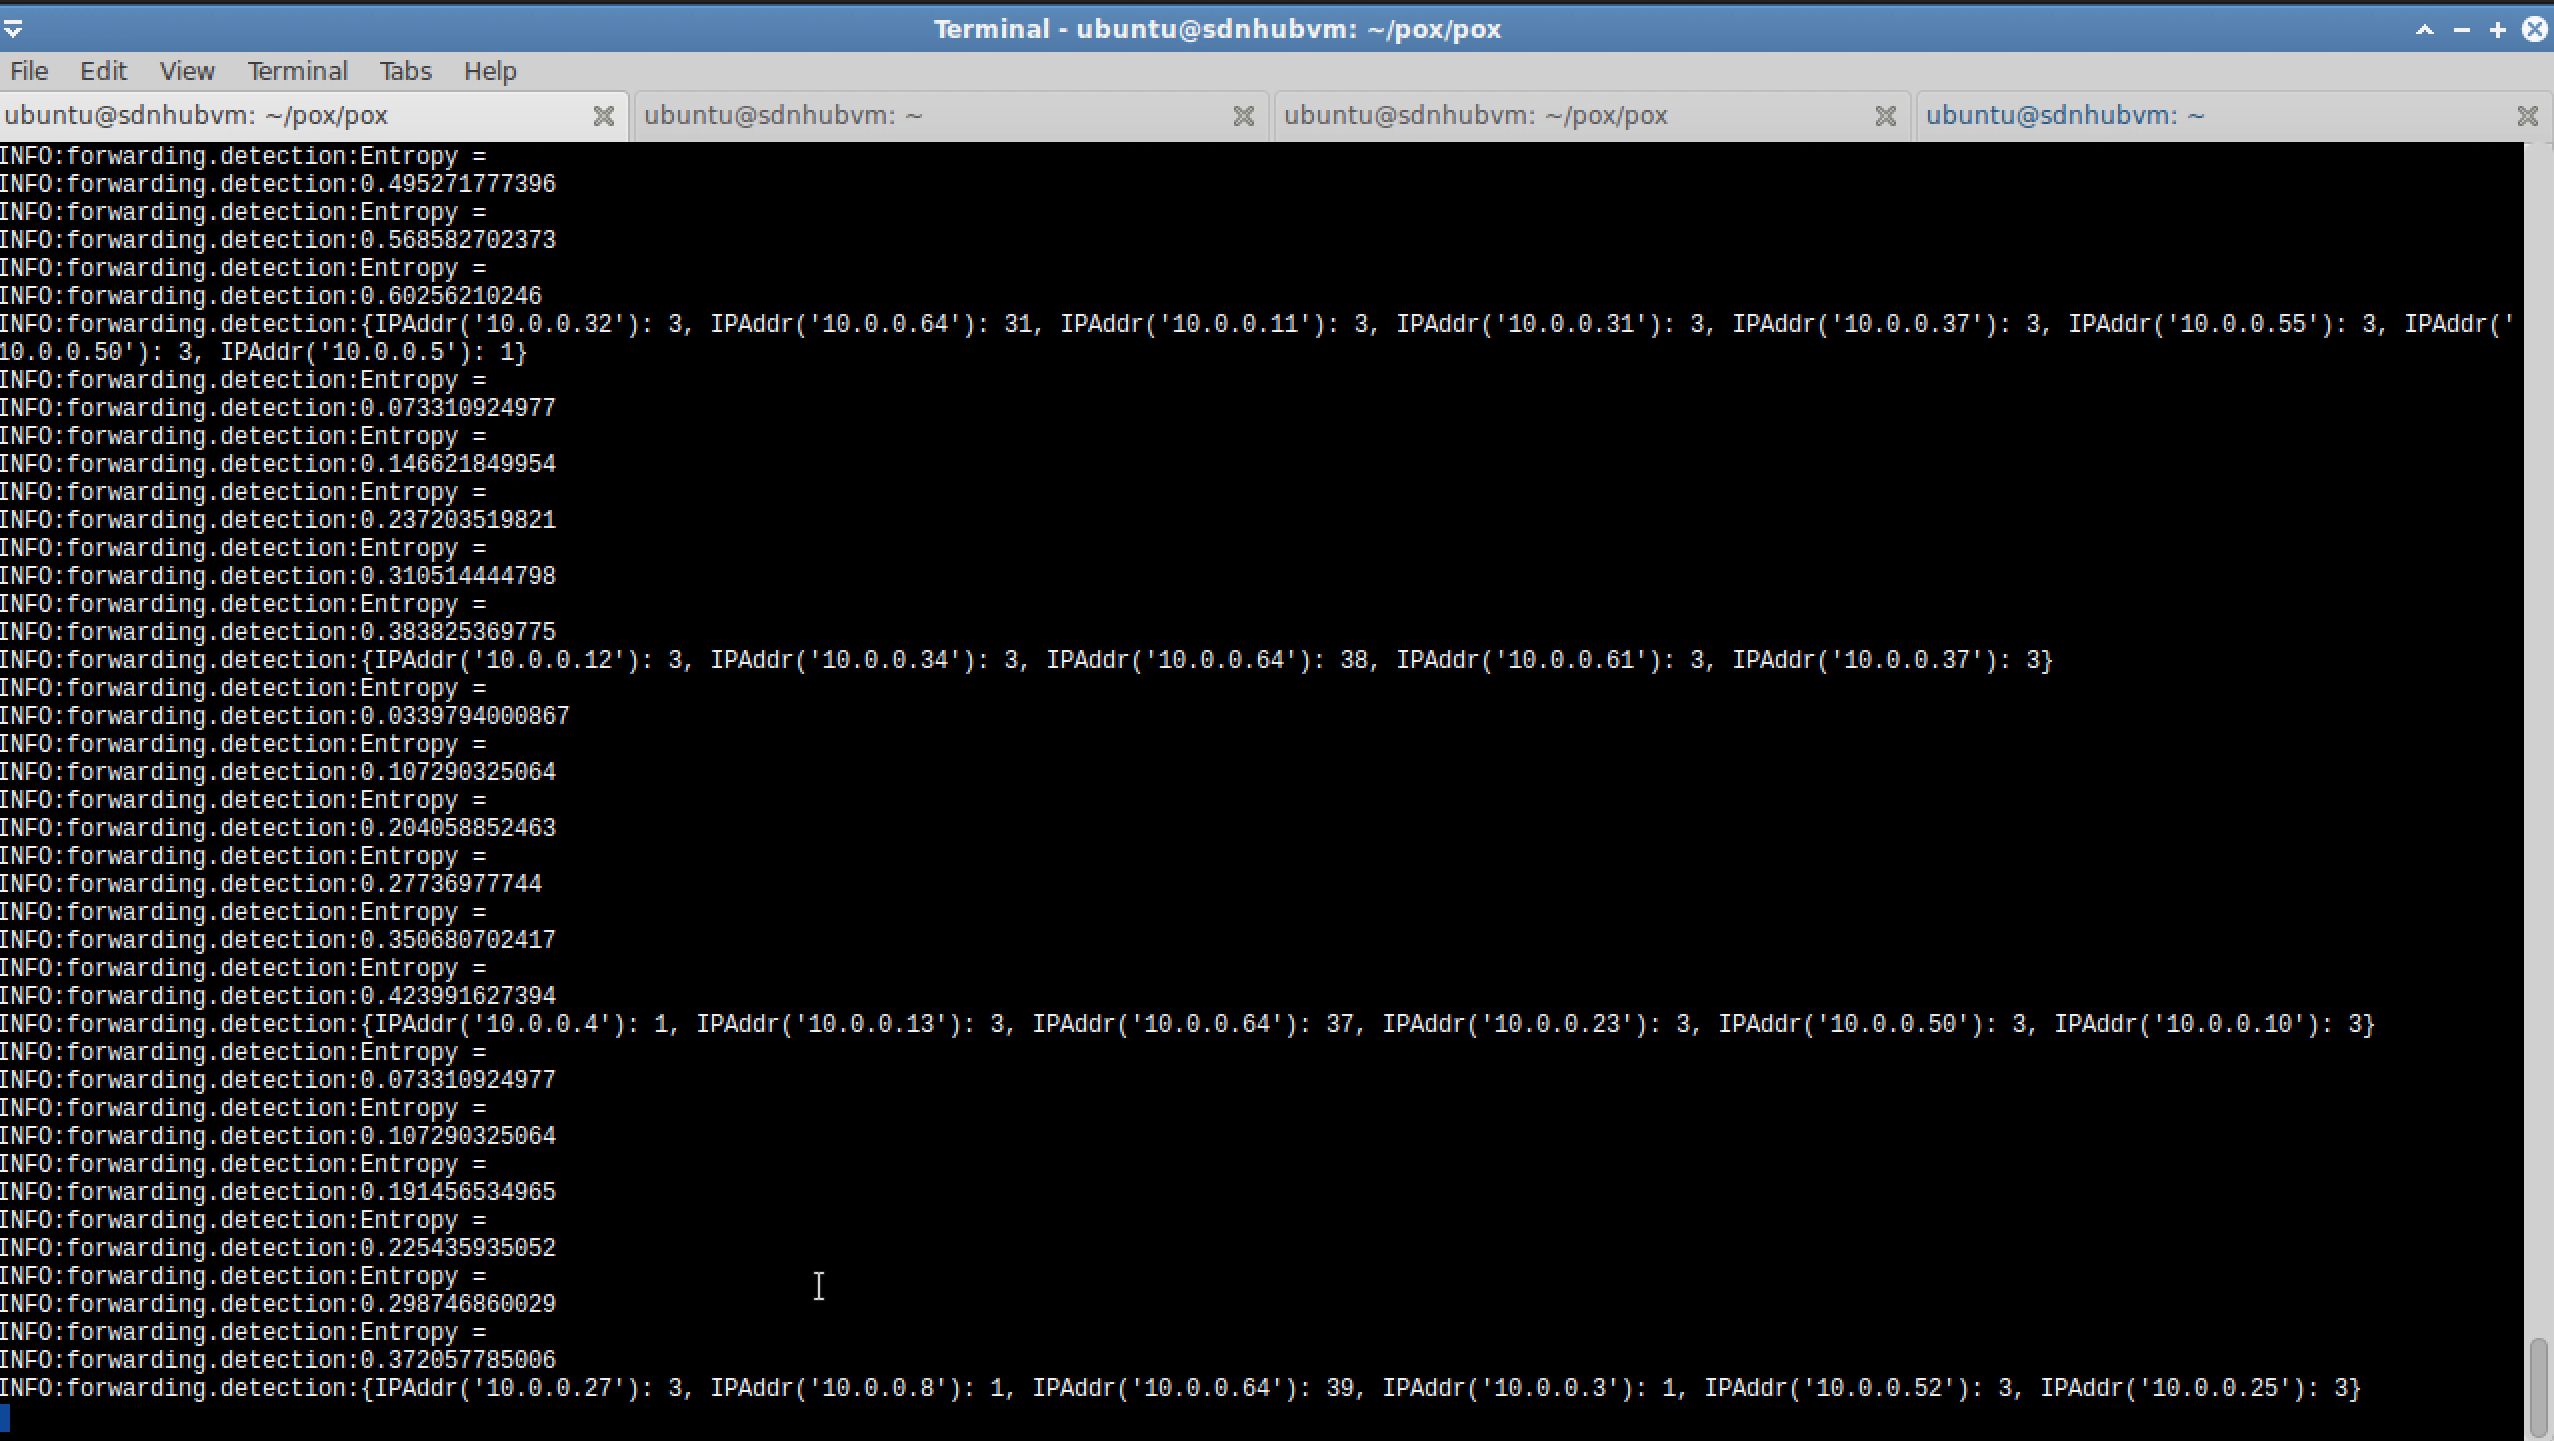 Terminal - ubuntu@sdnhubvm: ~/pox/pox
File Edit View Terminal Tabs Help
ubuntu@sdnhubvm: ~/pox/pox ubuntu@sdnhubvm: ~ ubuntu@sdnhubvm: ~/pox/pox ubuntu@sdnhubvm: ~
INFO:forwarding.detection:Entropy =
INFO:forwarding.detection:0.495271777396
INFO:forwarding.detection:Entropy =
INFO:forwarding.detection:0.568582702373
INFO:forwarding.detection:Entropy =
INFO:forwarding.detection:0.60256210246
INFO:forwarding.detection:{IPAddr('10.0.0.32'): 3, IPAddr('10.0.0.64'): 31, IPAddr('10.0.0.11'): 3, IPAddr('10.0.0.31'): 3, IPAddr('10.0.0.37'): 3, IPAddr('10.0.0.55'): 3, IPAddr('
10.0.0.50'): 3, IPAddr('10.0.0.5'): 1}
INFO:forwarding.detection:Entropy =
INFO:forwarding.detection:0.073310924977
INFO:forwarding.detection:Entropy =
INFO:forwarding.detection:0.146621849954
INFO:forwarding.detection:Entropy =
INFO:forwarding.detection:0.237203519821
INFO:forwarding.detection:Entropy =
INFO:forwarding.detection:0.310514444798
INFO:forwarding.detection:Entropy =
INFO:forwarding.detection:0.383825369775
INFO:forwarding.detection:{IPAddr('10.0.0.12'): 3, IPAddr('10.0.0.34'): 3, IPAddr('10.0.0.64'): 38, IPAddr('10.0.0.61'): 3, IPAddr('10.0.0.37'): 3}
INFO:forwarding.detection:Entropy =
INFO:forwarding.detection:0.0339794000867
INFO:forwarding.detection:Entropy =
INFO:forwarding.detection:0.107290325064
INFO:forwarding.detection:Entropy =
INFO:forwarding.detection:0.204058852463
INFO:forwarding.detection:Entropy =
INFO:forwarding.detection:0.27736977744
INFO:forwarding.detection:Entropy =
INFO:forwarding.detection:0.350680702417
INFO:forwarding.detection:Entropy =
INFO:forwarding.detection:0.423991627394
INFO:forwarding.detection:{IPAddr('10.0.0.4'): 1, IPAddr('10.0.0.13'): 3, IPAddr('10.0.0.64'): 37, IPAddr('10.0.0.23'): 3, IPAddr('10.0.0.50'): 3, IPAddr('10.0.0.10'): 3}
INFO:forwarding.detection:Entropy =
INFO:forwarding.detection:0.073310924977
INFO:forwarding.detection:Entropy =
INFO:forwarding.detection:0.107290325064
INFO:forwarding.detection:Entropy =
INFO:forwarding.detection:0.191456534965
INFO:forwarding.detection:Entropy =
INFO:forwarding.detection:0.225435935052
INFO:forwarding.detection:Entropy =
INFO:forwarding.detection:0.298746860029
INFO:forwarding.detection:Entropy =
INFO:forwarding.detection:0.372057785006
INFO:forwarding.detection:{IPAddr('10.0.0.27'): 3, IPAddr('10.0.0.8'): 1, IPAddr('10.0.0.64'): 39, IPAddr('10.0.0.3'): 1, IPAddr('10.0.0.52'): 3, IPAddr('10.0.0.25'): 3}